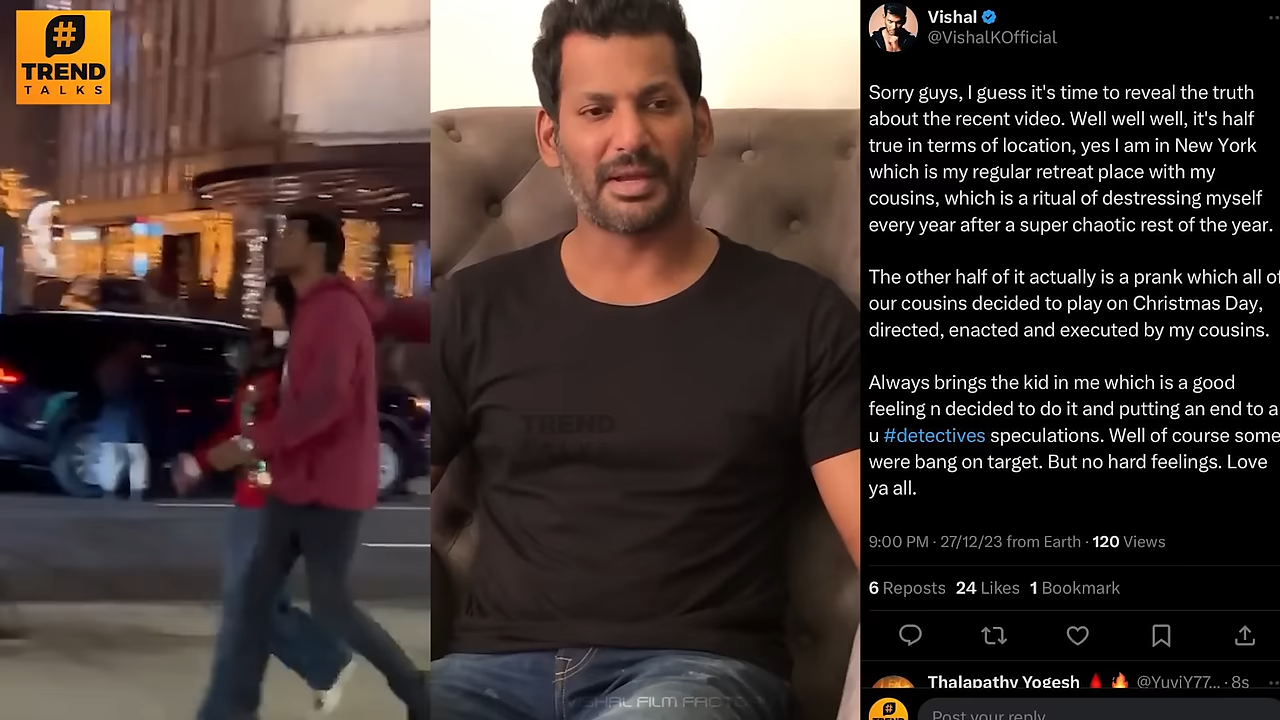 #
TREND
TALKS
TREND
SHAL FILM FACTO
Vishal
@VishalKOfficial
Sorry guys, I guess it's time to reveal the truth
about the recent video. Well well well, it's half
true in terms of location, yes I am in New York
which is my regular retreat place with my
cousins, which is a ritual of destressing myself
every year after a super chaotic rest of the year.
The other half of it actually is a prank which all of
our cousins decided to play on Christmas Day,
directed, enacted and executed by my cousins.
Always brings the kid in me which is a good
feeling n decided to do it and putting an end to a
u #detectives speculations. Well of course some
were bang on target. But no hard feelings. Love
ya all.
9:00 PM · 27/12/23 from Earth · 120 Views
6 Reposts 24 Likes 1 Bookmark
Thalapathy Yogesh @YuviY77... · 8s
#
TREND
Post your reply